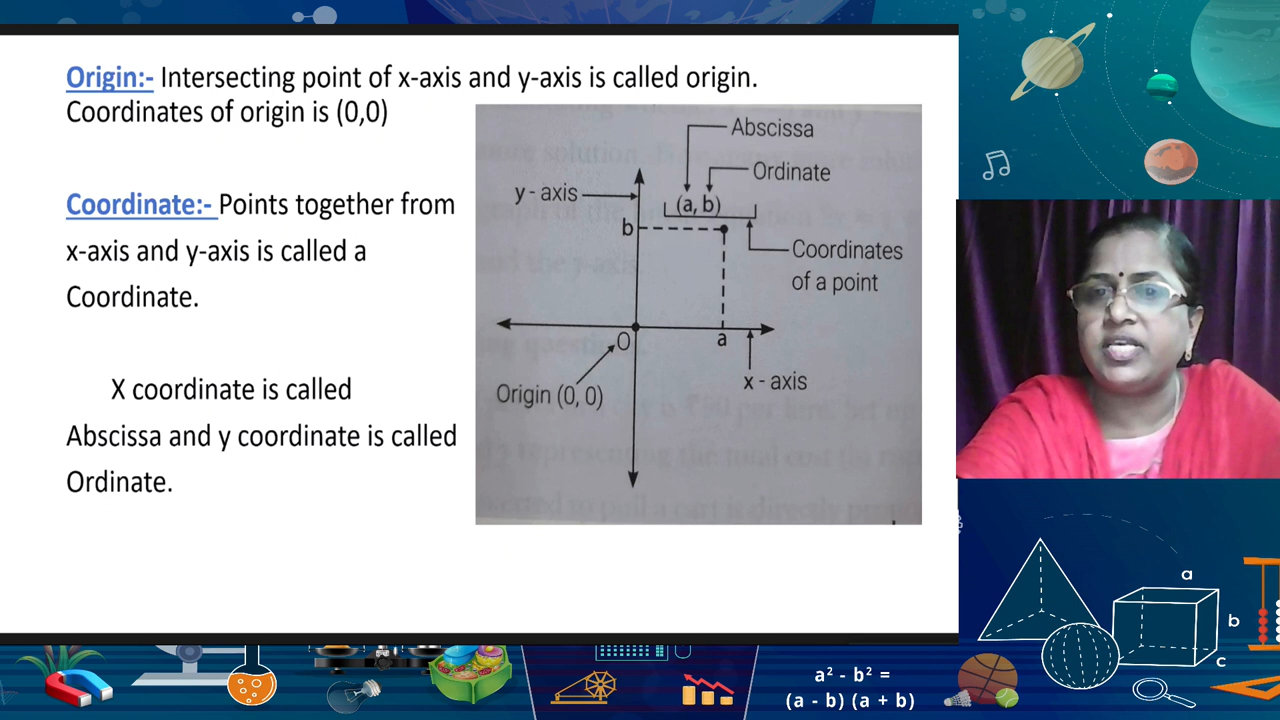 Origin:- Intersecting point of x-axis and y-axis is called origin.
Coordinates of origin is (0,0)
Coordinate:- Points together from
x-axis and y-axis is called a
Coordinate.
X coordinate is called
Abscissa and y coordinate is called
Ordinate.
Abscissa
Ordinate
y - axis
(a, b)
b
Coordinates
of a point
O
a
x - axis
Origin (0, 0)
a
b
c
a² - b² =
(a - b) (a + b)